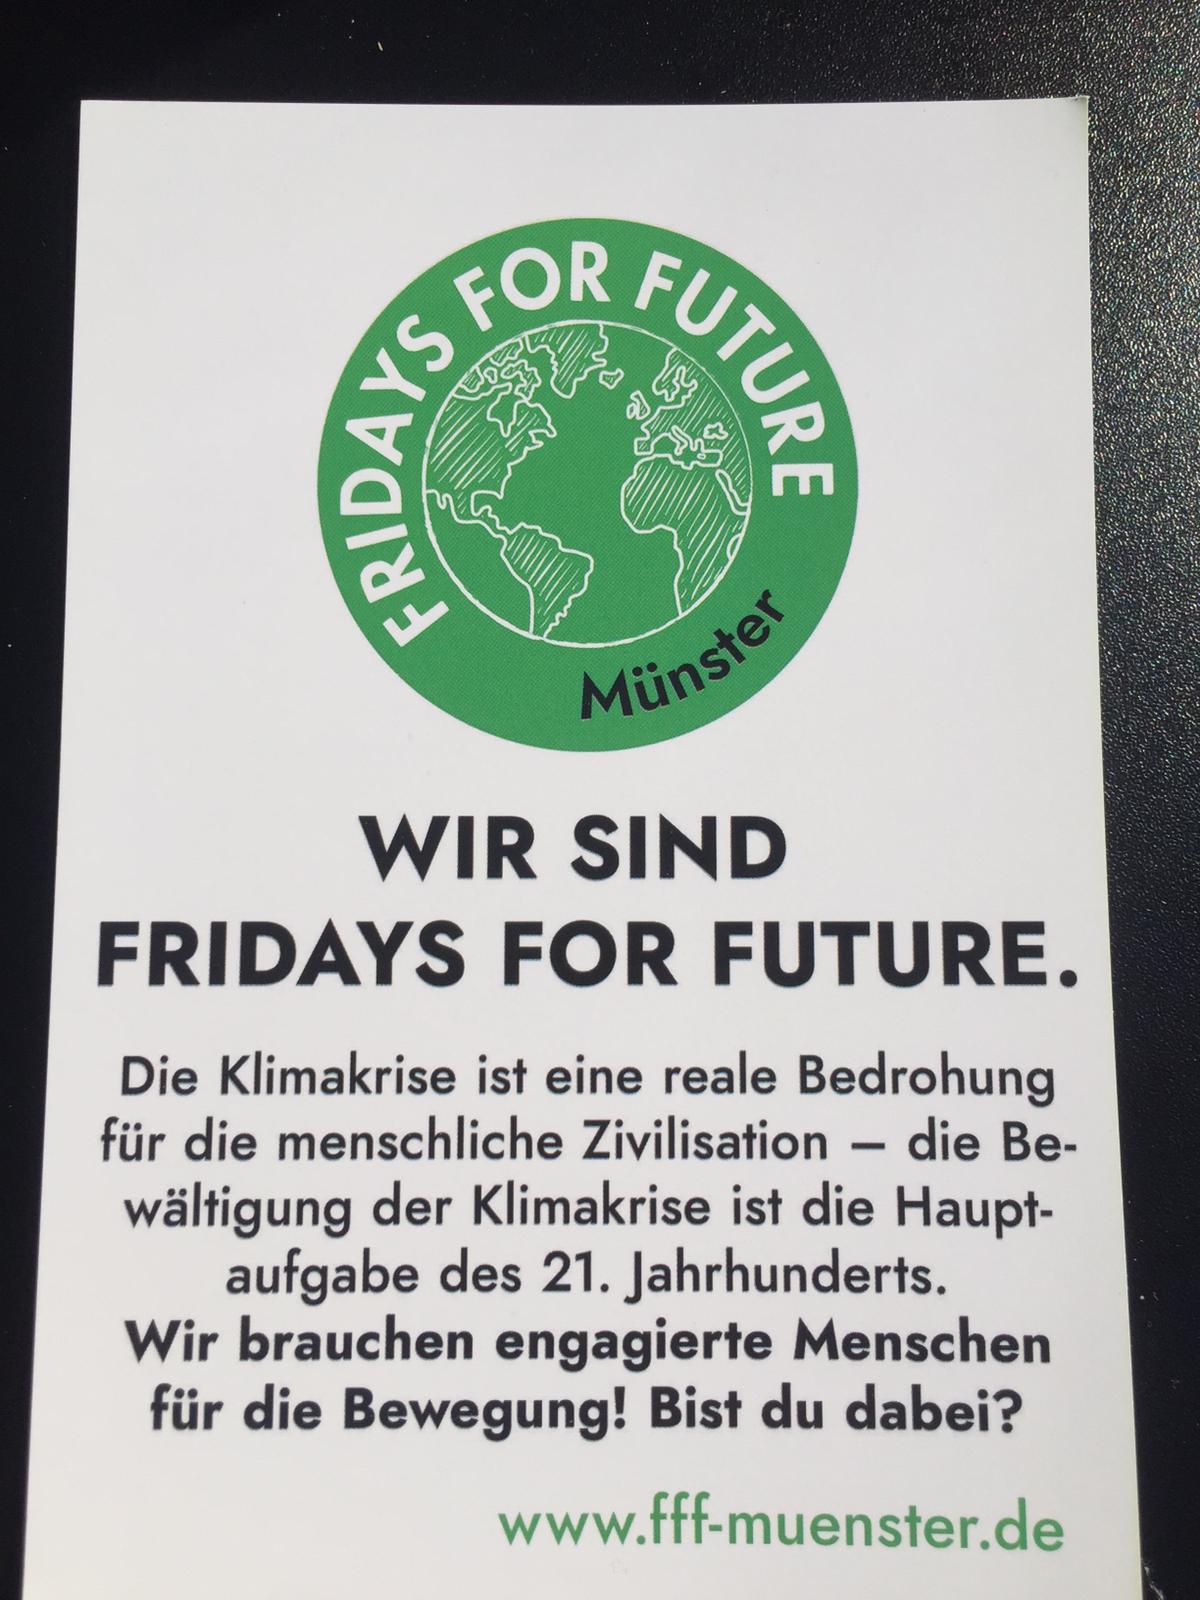 FRIDAYS FOR FUTURE
Münster
WIR SIND
FRIDAYS FOR FUTURE.
Die Klimakrise ist eine reale Bedrohung
für die menschliche Zivilisation – die Be-
wältigung der Klimakrise ist die Haupt-
aufgabe des 21. Jahrhunderts.
Wir brauchen engagierte Menschen
für die Bewegung! Bist du dabei?
www.fff-muenster.de